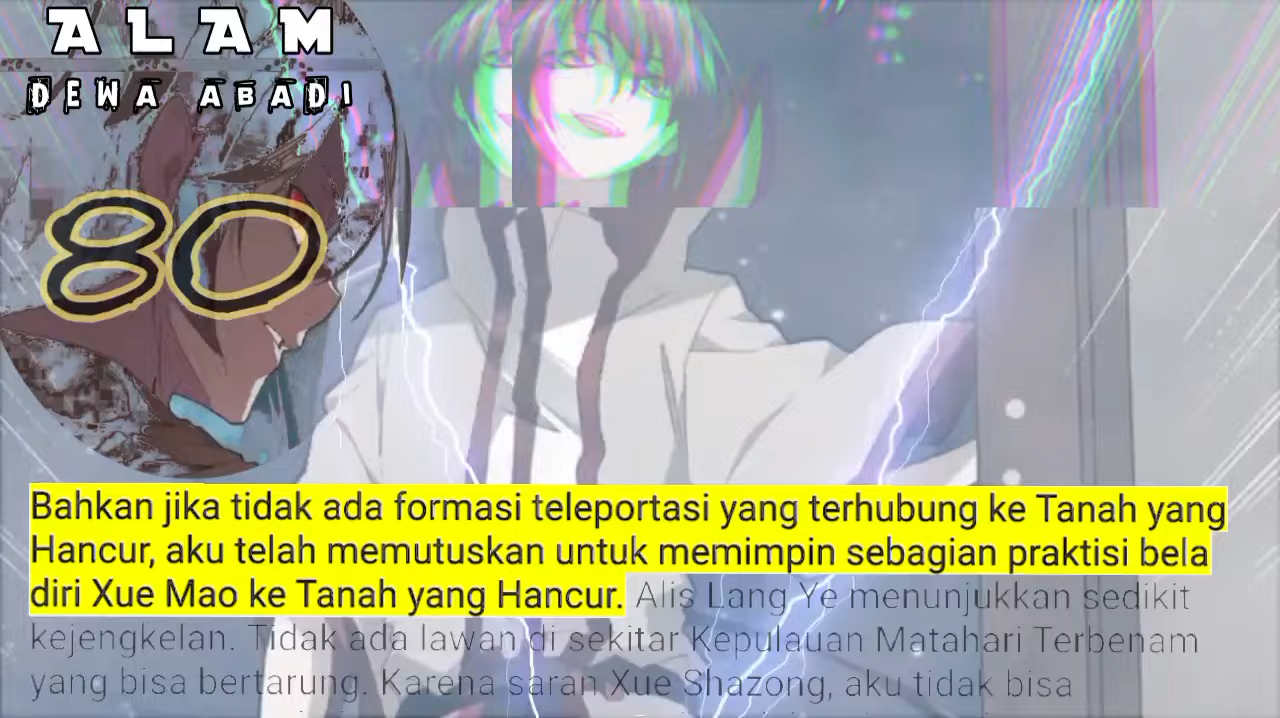 ALAM
DEWA ABADI
80
Bahkan jika tidak ada formasi teleportasi yang terhubung ke Tanah yang
Hancur, aku telah memutuskan untuk memimpin sebagian praktisi bela
diri Xue Mao ke Tanah yang Hancur. Alis Lang Ye menunjukkan sedikit
kejengkelan. Tidak ada lawan di sekitar Kepulauan Matahari Terbenam
yang bisa bertarung. Karena saran Xue Shazong, aku tidak bisa